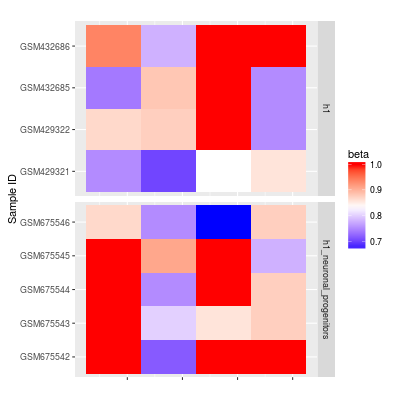 GSM432686
GSM432685
GSM429322
GSM429321
h1
GSM675546
GSM675545
GSM675544
GSM675543
GSM675542
h1_neuronal_progenitors
Sample ID
beta
1.0
0.9
0.8
0.7